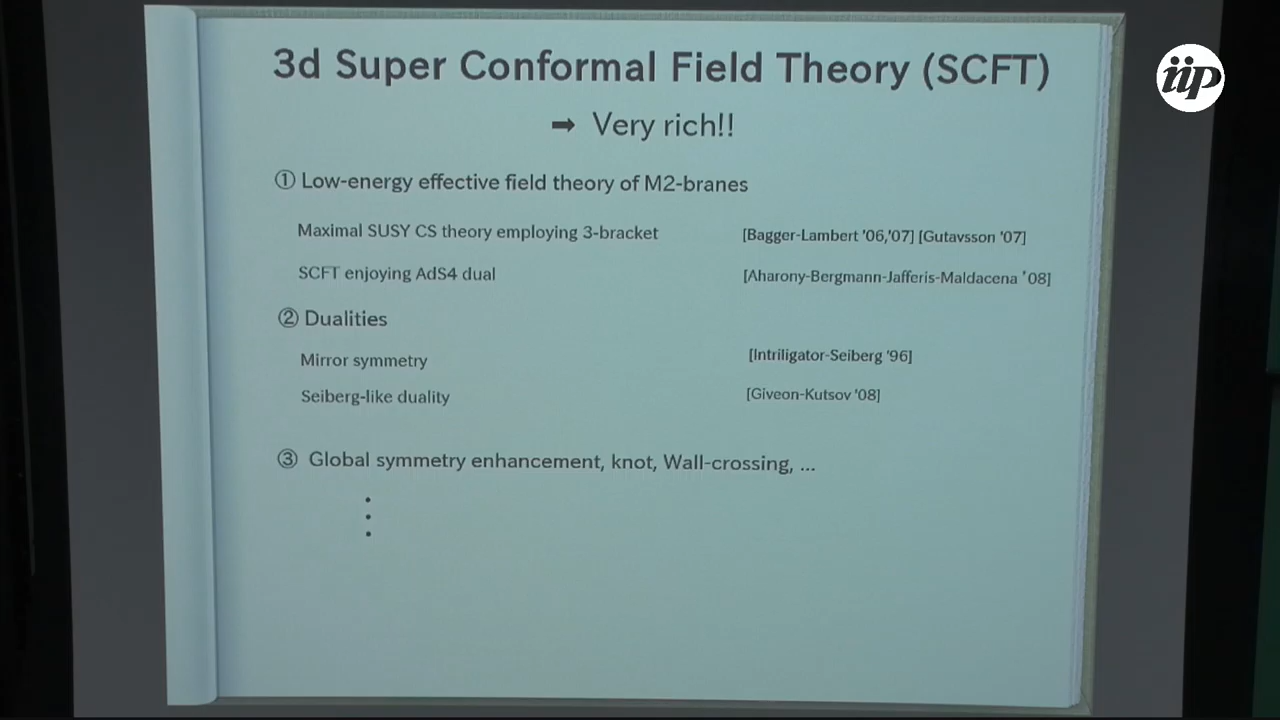 3d Super Conformal Field Theory (SCFT)
➡ Very rich!!
① Low-energy effective field theory of M2-branes
Maximal SUSY CS theory employing 3-bracket [Bagger-Lambert '06,'07] [Gutavsson '07]
SCFT enjoying AdS4 dual [Aharony-Bergmann-Jafferis-Maldacena '08]
② Dualities
Mirror symmetry [Intriligator-Seiberg '96]
Seiberg-like duality [Giveon-Kutsov '08]
③ Global symmetry enhancement, knot, Wall-crossing, ...
iip